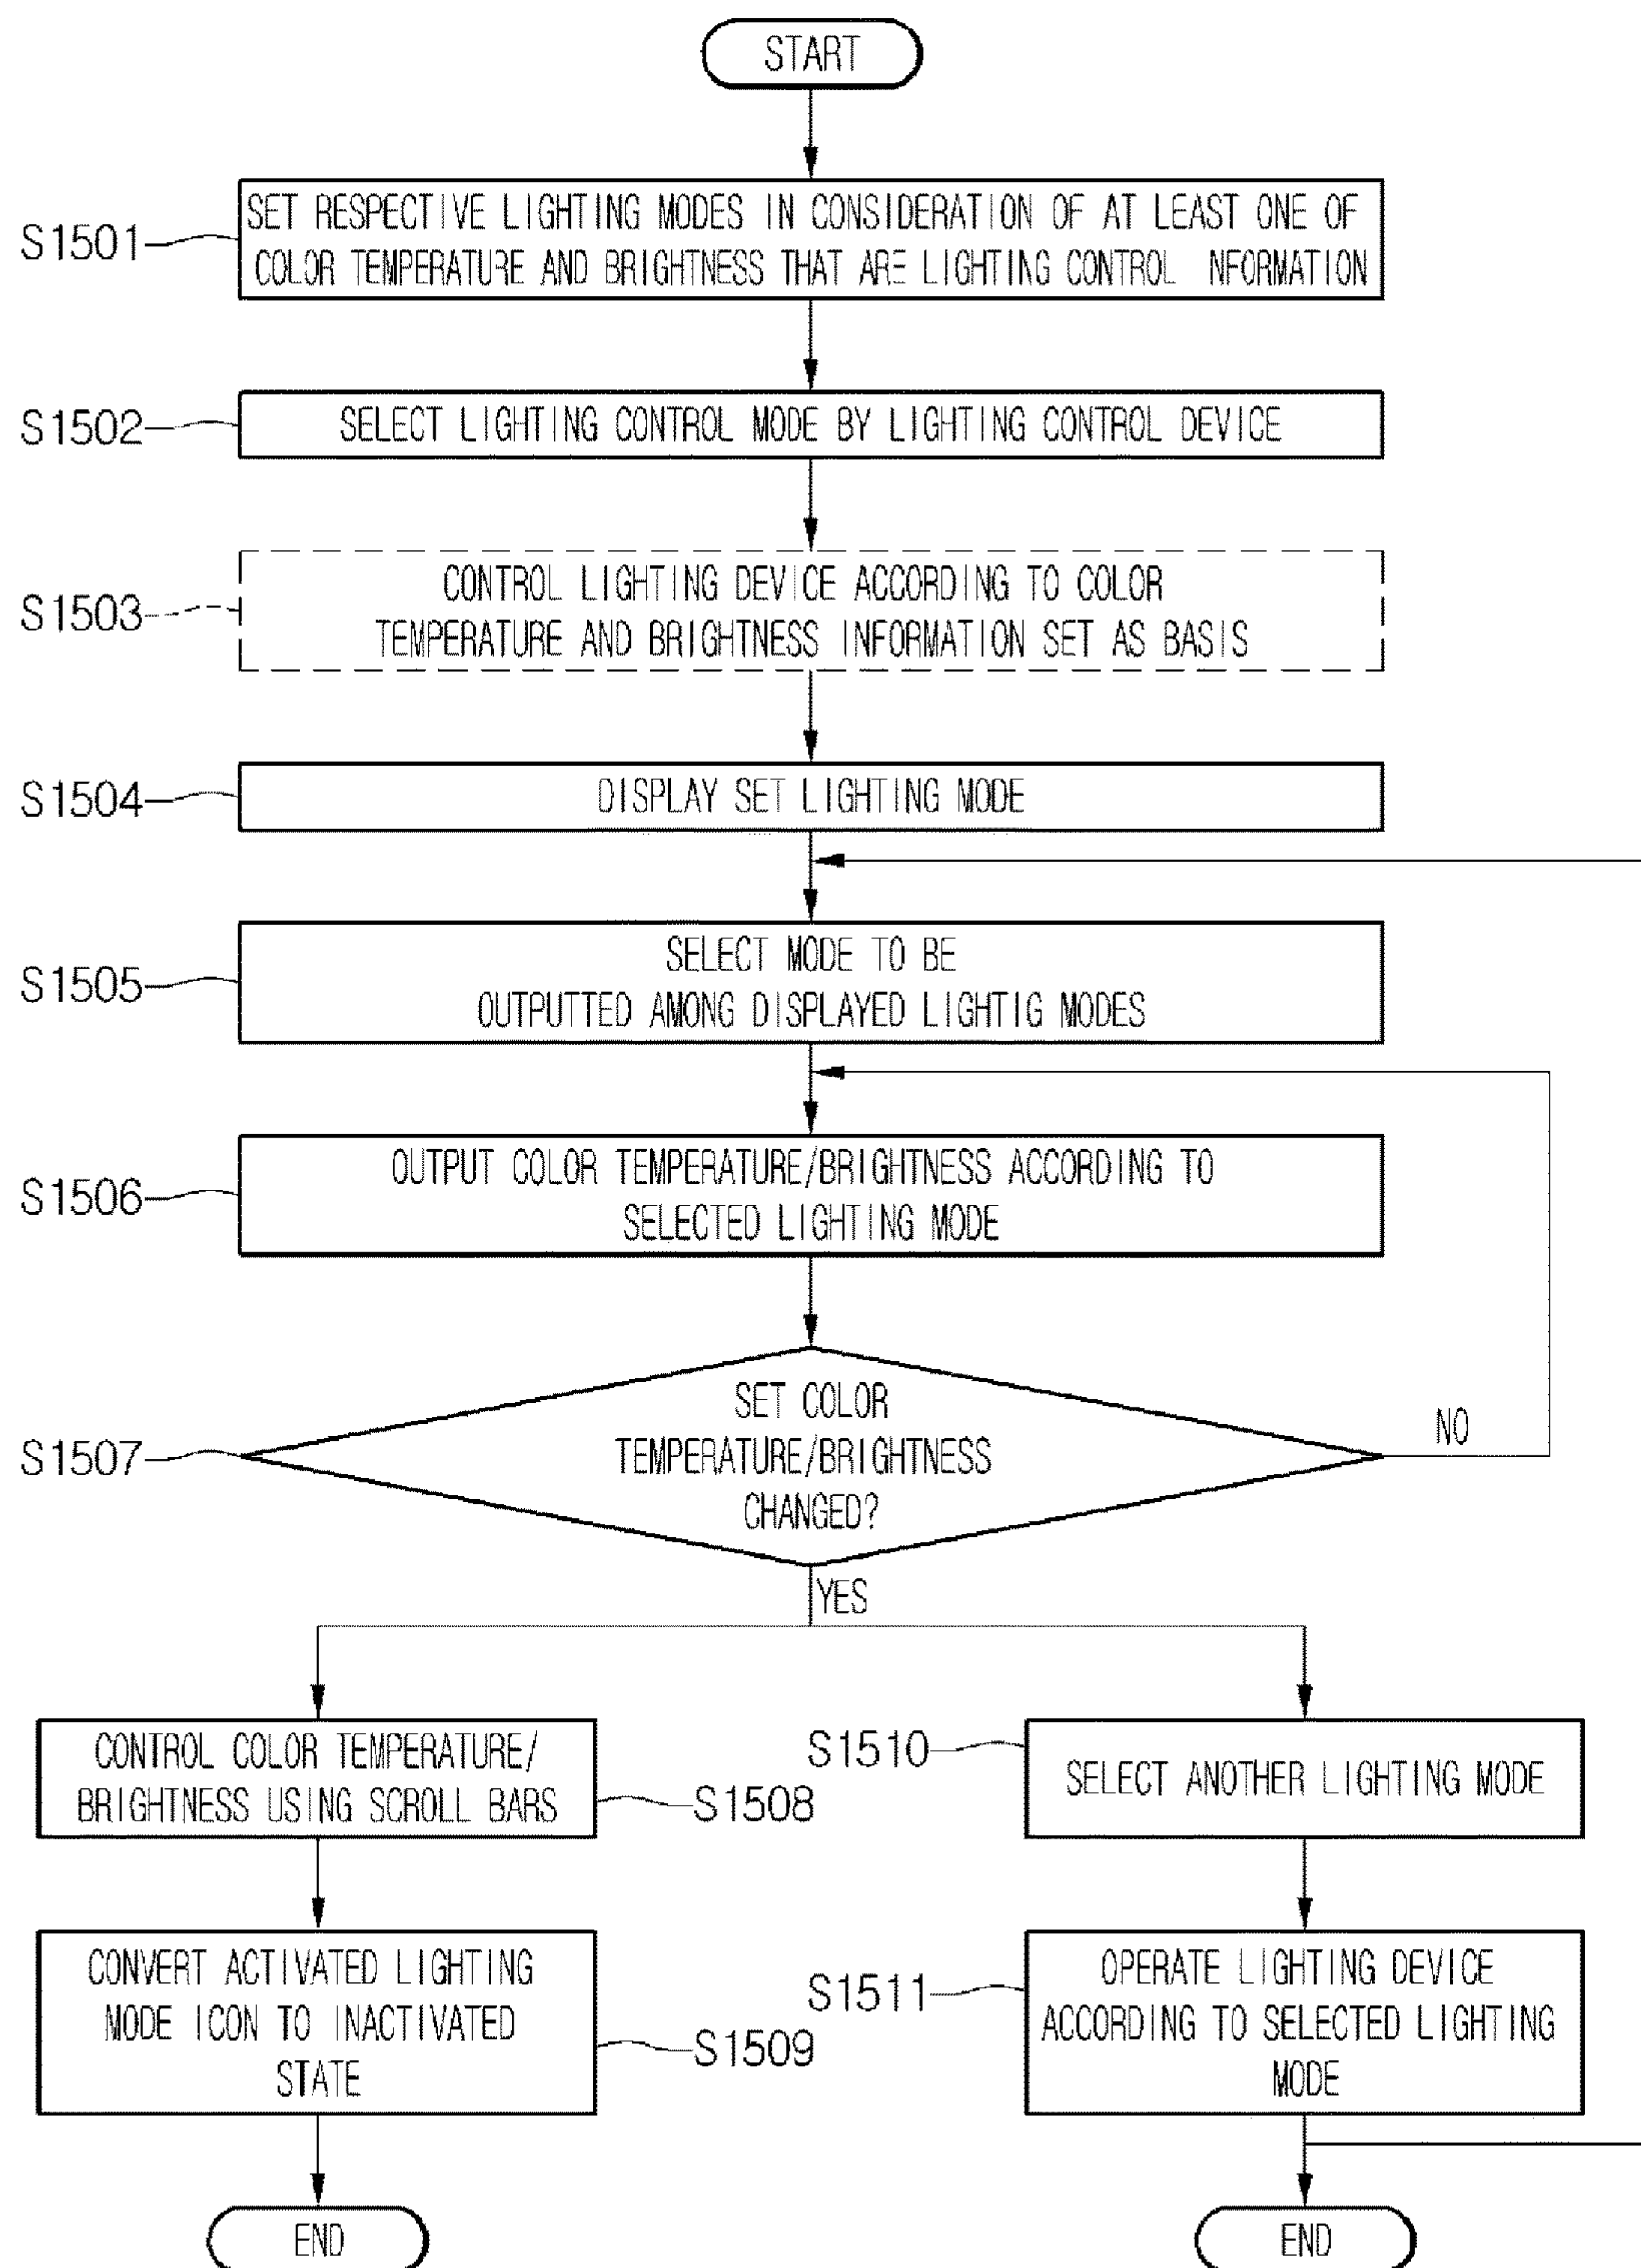 START
S1501
SET RESPECTIVE LIGHTING MODES IN CONSIDERATION OF AT LEAST ONE OF
COLOR TEMPERATURE AND BRIGHTNESS THAT ARE LIGHTING CONTROL NFORMATION
S1502
SELECT LIGHTING CONTROL MODE BY LIGHTING CONTROL DEVICE
S1503
CONTROL LIGHTING DEVICE ACCORDING TO COLOR
TEMPERATURE AND BRIGHTNESS INFORMATION SET AS BASIS
S1504
DISPLAY SET LIGHTING MODE
S1505
SELECT MODE TO BE
OUTPUTTED AMONG DISPLAYED LIGHTIG MODES
S1506
OUTPUT COLOR TEMPERATURE/BRIGHTNESS ACCORDING TO
SELECTED LIGHTING MODE
S1507
SET COLOR
TEMPERATURE/BRIGHTNESS
CHANGED?
NO
YES
CONTROL COLOR TEMPERATURE/
BRIGHTNESS USING SCROLL BARS
S1508
S1510
SELECT ANOTHER LIGHTING MODE
CONVERT ACTIVATED LIGHTING
MODE ICON TO INACTIVATED
STATE
S1509
S1511
OPERATE LIGHTING DEVICE
ACCORDING TO SELECTED LIGHTING
MODE
END
END